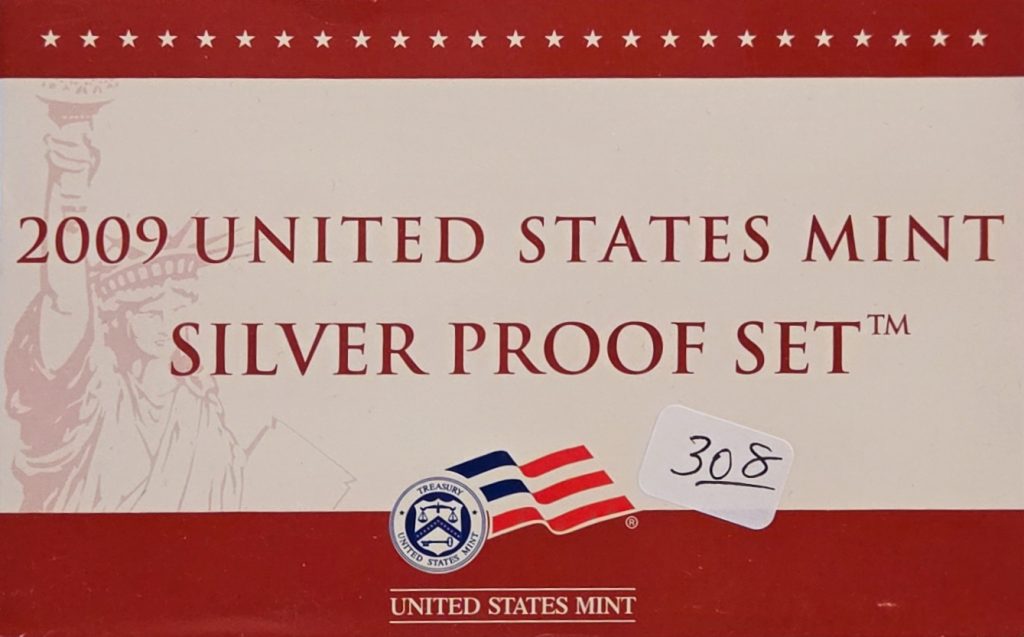 2009 UNITED STATES MINT
SILVER PROOF SET™
308
TREASURY
UNITED STATES MINT
®
UNITED STATES MINT